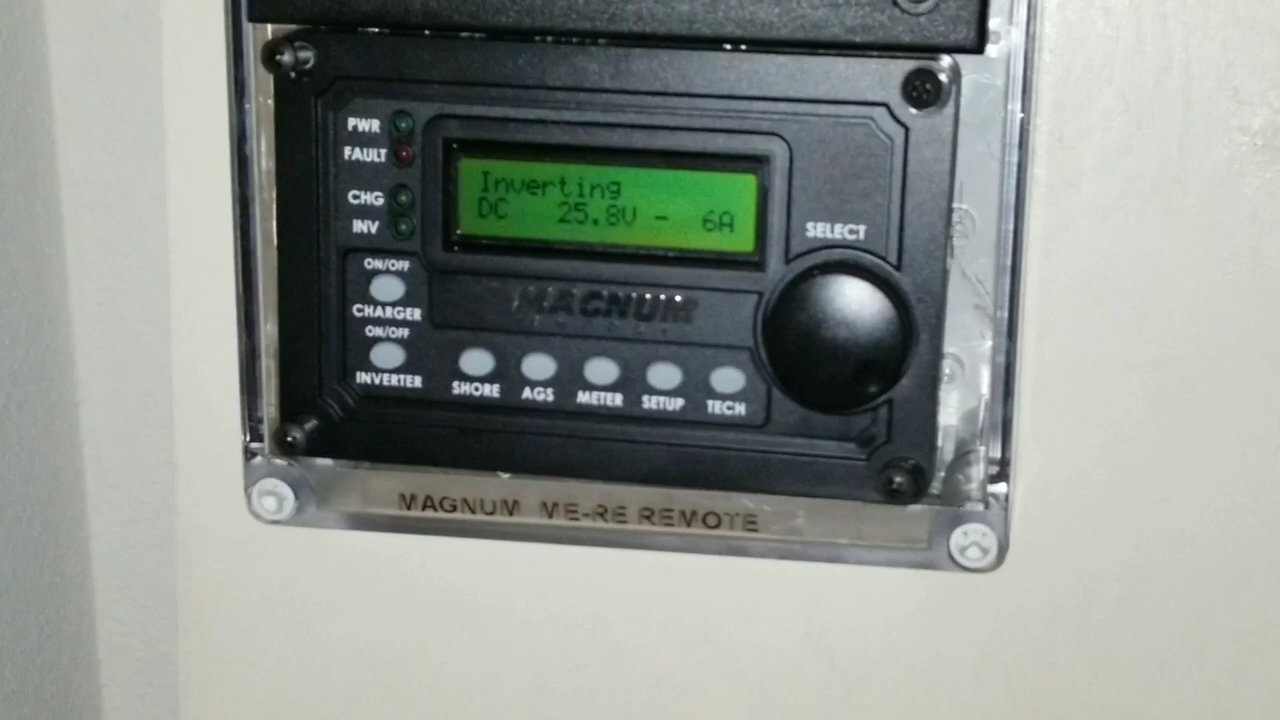 PWR
FAULT
CHG
INV
Inverting
DC 25.8V - 6A
SELECT
ON/OFF
CHARGER
ON/OFF
INVERTER
MAGNUM
SHORE
AGS
METER
SETUP
TECH
MAGNUM ME-RE REMOTE